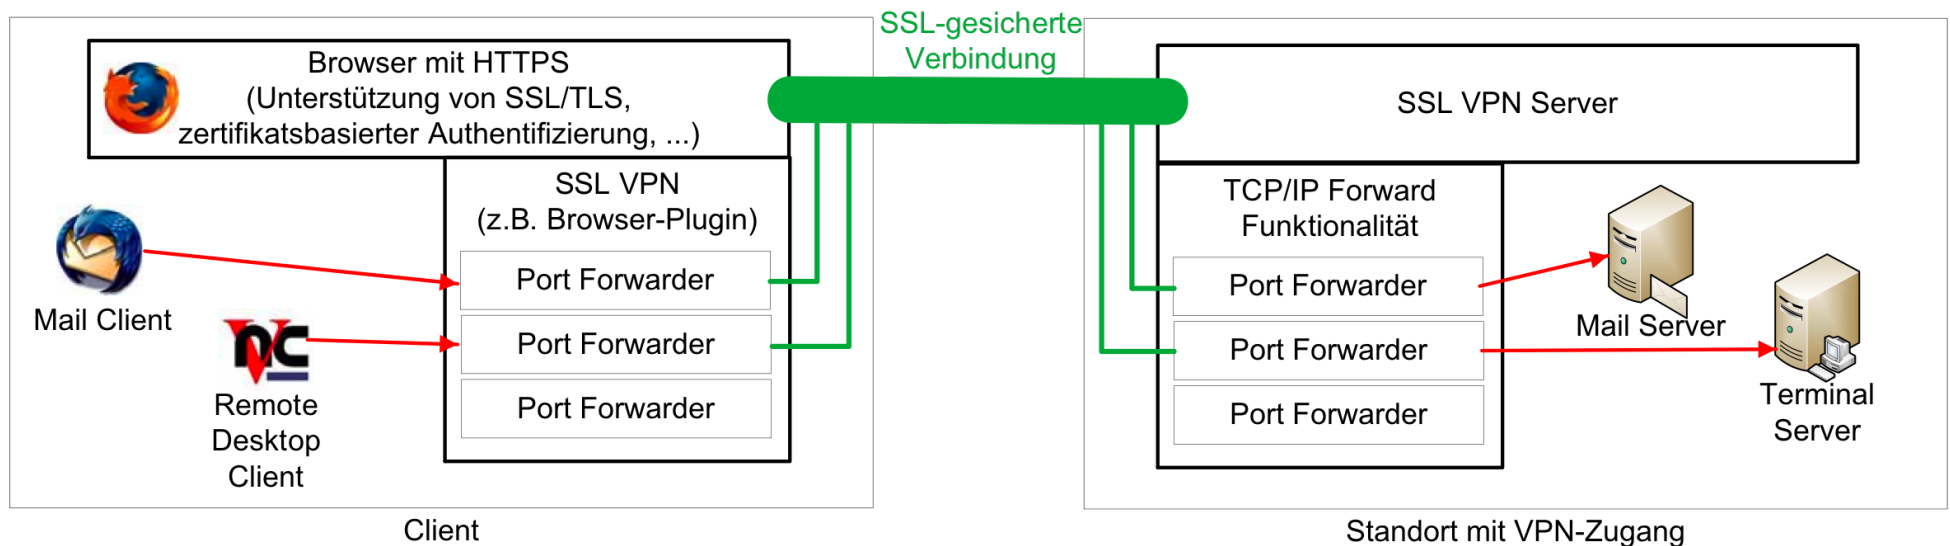 SSL-gesicherte
Verbindung
Browser mit HTTPS
(Unterstützung von SSL/TLS,
zertifikatsbasierter Authentifizierung, ...)
SSL VPN
(z.B. Browser-Plugin)
Port Forwarder
Port Forwarder
Port Forwarder
Mail Client
VNC
Remote
Desktop
Client
Client
SSL VPN Server
TCP/IP Forward
Funktionalität
Port Forwarder
Port Forwarder
Port Forwarder
Mail Server
Terminal
Server
Standort mit VPN-Zugang